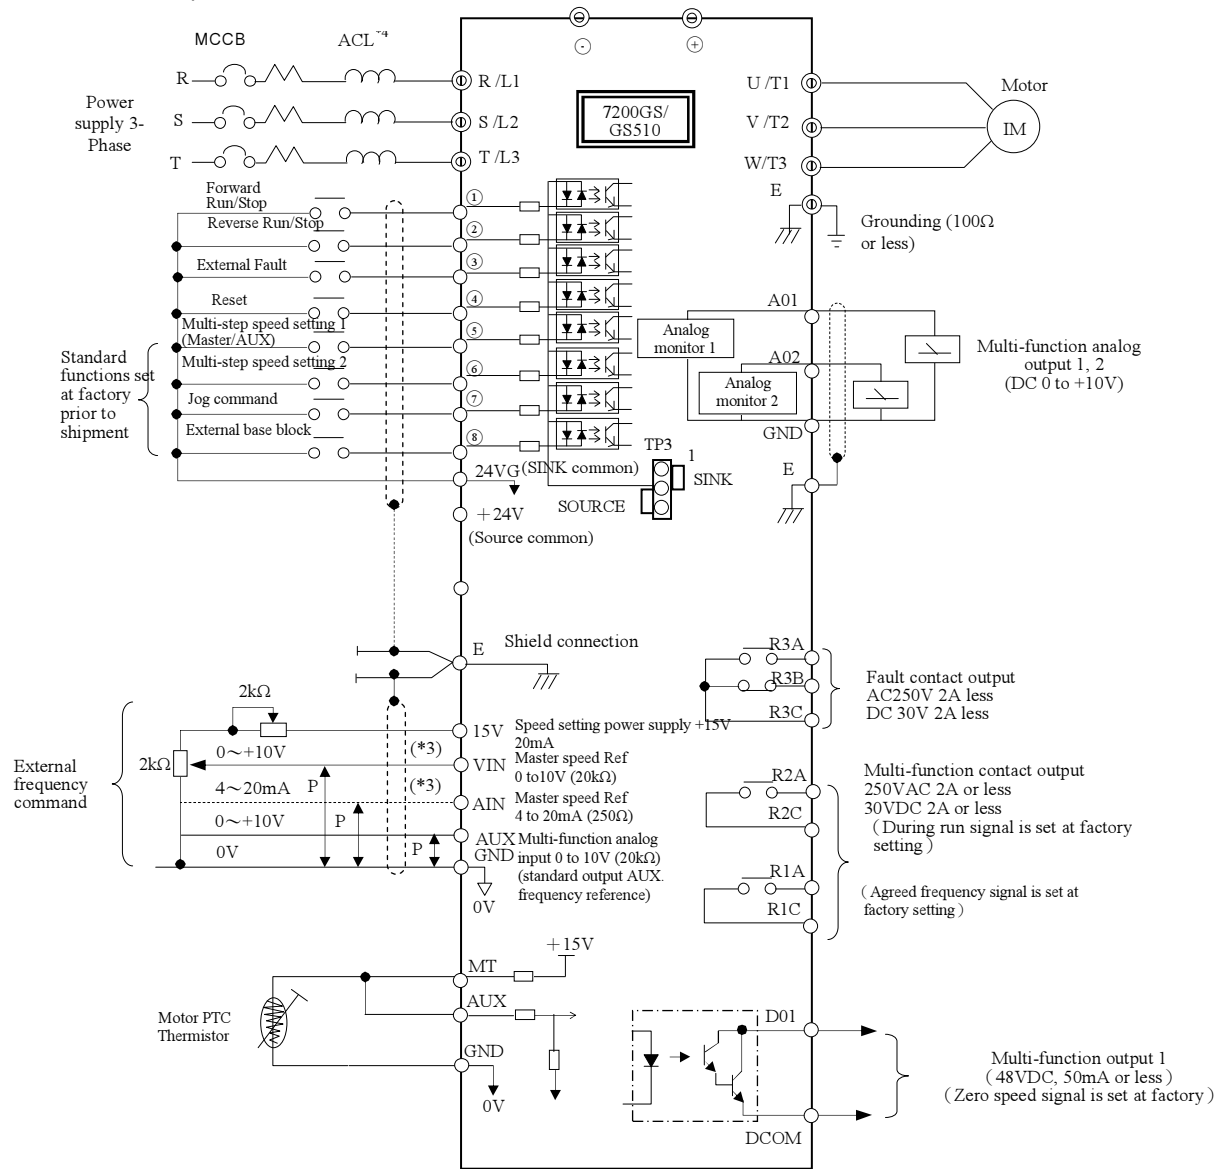 MCCB
ACL*4
-
+
R
R /L1
S
S /L2
T
T /L3
Power
supply 3-
Phase
7200GS/
GS510
U /T1
V /T2
W/T3
E
Motor
IM
Grounding (100Ω
or less)
Forward
Run/Stop
Reverse Run/Stop
External Fault
Reset
Multi-step speed setting 1
(Master/AUX)
Multi-step speed setting 2
Jog command
External base block
Standard
functions set
at factory
prior to
shipment
①
②
③
④
⑤
⑥
⑦
⑧
24VG (SINK common)
+24V
(Source common)
TP3
1
SINK
SOURCE
A01
Analog
monitor 1
A02
Analog
monitor 2
GND
E
Multi-function analog
output 1, 2
(DC 0 to +10V)
E
Shield connection
R3A
R3B
R3C
Fault contact output
AC250V 2A less
DC 30V 2A less
External
frequency
command
2kΩ
2kΩ
0~+10V
4~20mA
0~+10V
0V
P
P
P
(*3)
(*3)
15V
Speed setting power supply +15V
20mA
VIN
Master speed Ref
0 to10V (20kΩ)
AIN
Master speed Ref
4 to 20mA (250Ω)
AUX
GND
Multi-function analog
input 0 to 10V (20kΩ)
(standard output AUX.
frequency reference)
0V
R2A
R2C
Multi-function contact output
250VAC 2A or less
30VDC 2A or less
(During run signal is set at factory
setting)
R1A
R1C
(Agreed frequency signal is set at
factory setting)
+15V
MT
AUX
GND
0V
Motor PTC
Thermistor
D01
DCOM
Multi-function output 1
(48VDC, 50mA or less)
(Zero speed signal is set at factory)